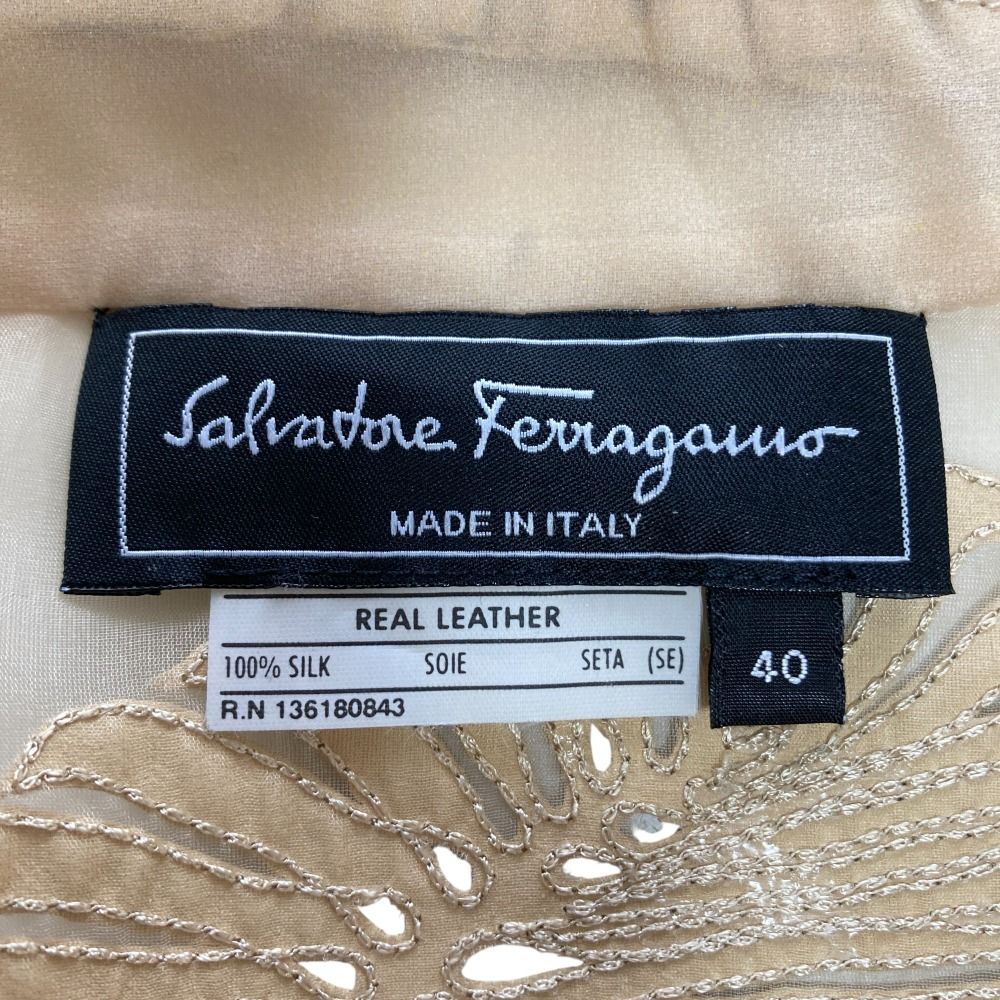 Salvatore Ferragamo
MADE IN ITALY
REAL LEATHER
100% SILK SOIE SETA (SE)
R.N 136180843
40